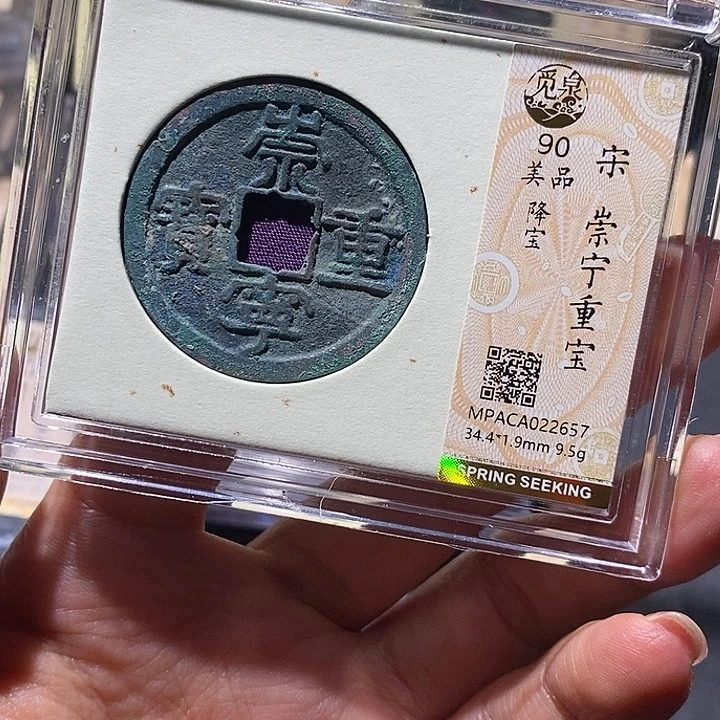 崇
寧
重
寶
觅泉
90
美品
降宝
宋 崇宁重宝
MPACA022657
34.4*1.9mm 9.5g
SPRING SEEKING